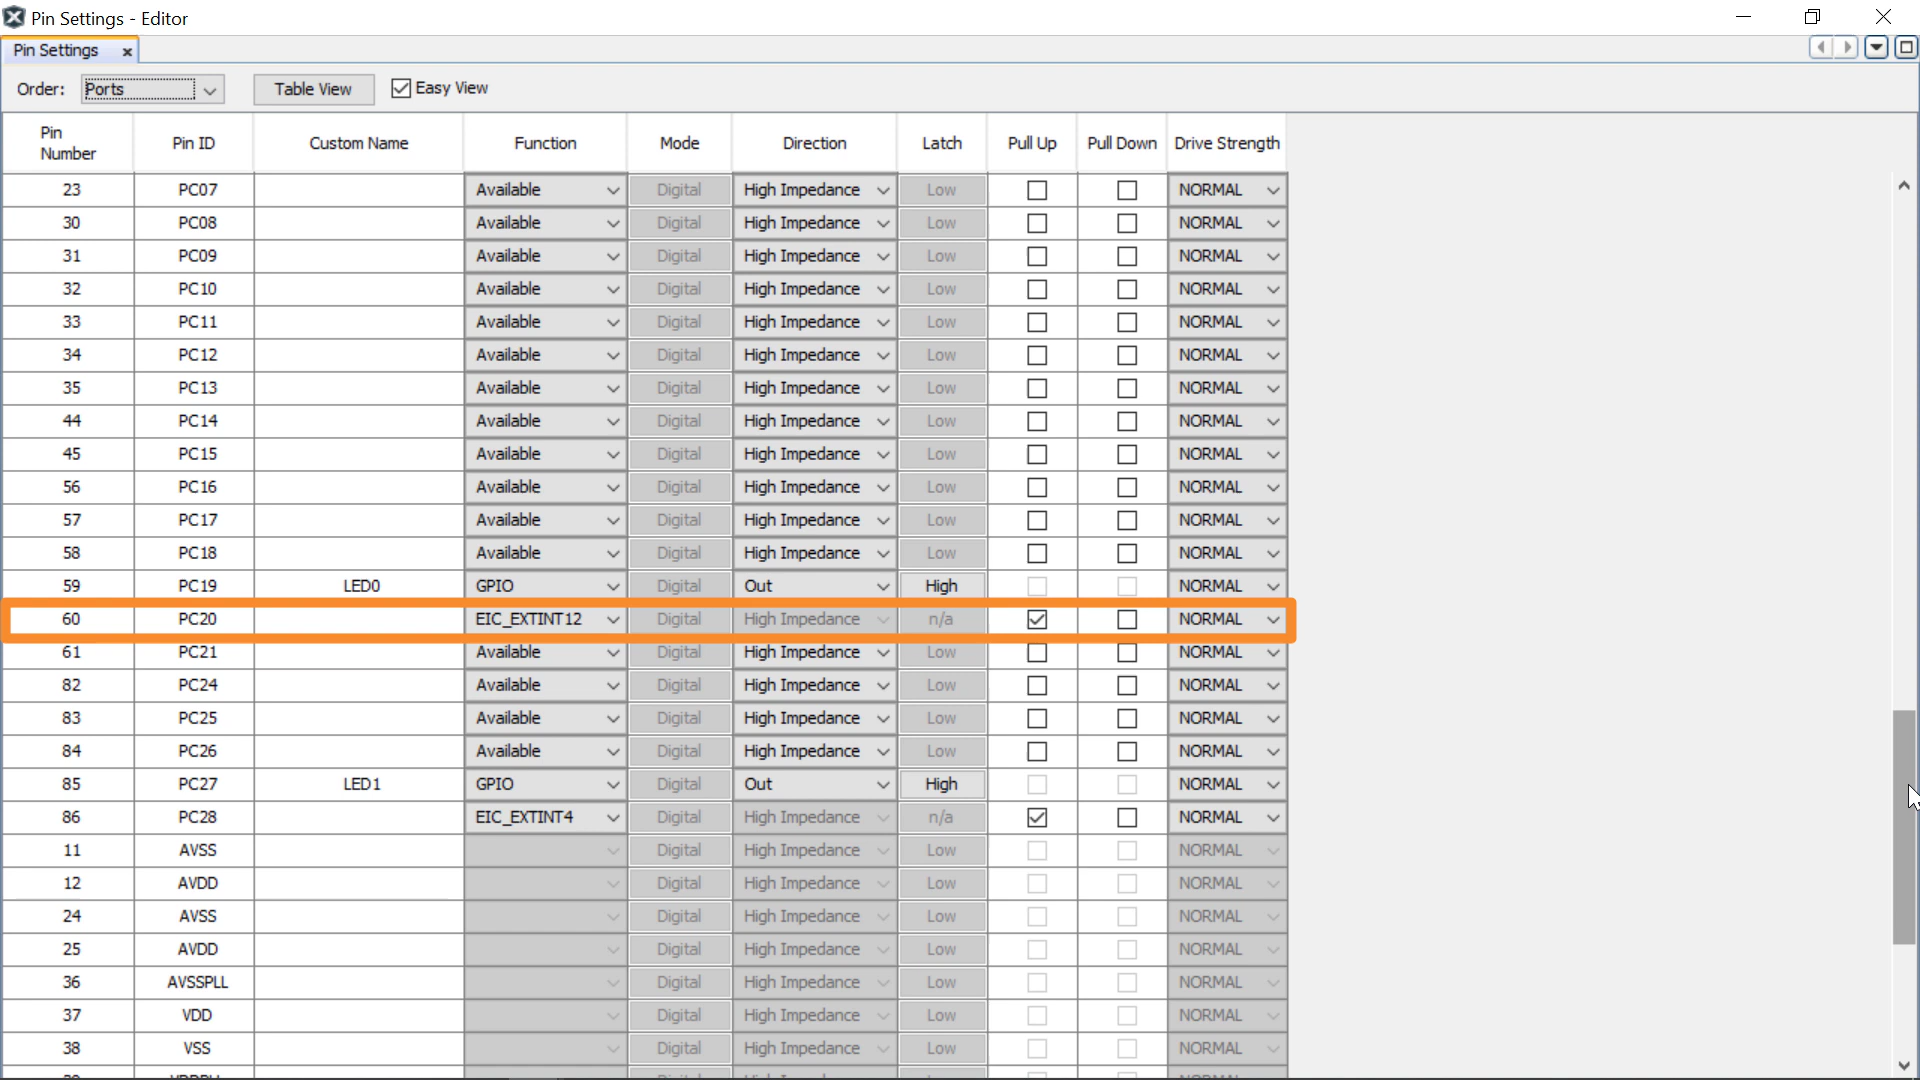 Pin Settings - Editor
Pin Settings x
Order: Ports Table View Easy View
Pin Number Pin ID Custom Name Function Mode Direction Latch Pull Up Pull Down Drive Strength
23 PC07 Available Digital High Impedance Low NORMAL
30 PC08 Available Digital High Impedance Low NORMAL
31 PC09 Available Digital High Impedance Low NORMAL
32 PC10 Available Digital High Impedance Low NORMAL
33 PC11 Available Digital High Impedance Low NORMAL
34 PC12 Available Digital High Impedance Low NORMAL
35 PC13 Available Digital High Impedance Low NORMAL
44 PC14 Available Digital High Impedance Low NORMAL
45 PC15 Available Digital High Impedance Low NORMAL
56 PC16 Available Digital High Impedance Low NORMAL
57 PC17 Available Digital High Impedance Low NORMAL
58 PC18 Available Digital High Impedance Low NORMAL
59 PC19 LED0 GPIO Digital Out High NORMAL
60 PC20 EIC_EXTINT12 Digital High Impedance n/a NORMAL
61 PC21 Available Digital High Impedance Low NORMAL
82 PC24 Available Digital High Impedance Low NORMAL
83 PC25 Available Digital High Impedance Low NORMAL
84 PC26 Available Digital High Impedance Low NORMAL
85 PC27 LED1 GPIO Digital Out High NORMAL
86 PC28 EIC_EXTINT4 Digital High Impedance n/a NORMAL
11 AVSS Digital High Impedance Low NORMAL
12 AVDD Digital High Impedance Low NORMAL
24 AVSS Digital High Impedance Low NORMAL
25 AVDD Digital High Impedance Low NORMAL
36 AVSSPLL Digital High Impedance Low NORMAL
37 VDD Digital High Impedance Low NORMAL
38 VSS Digital High Impedance Low NORMAL